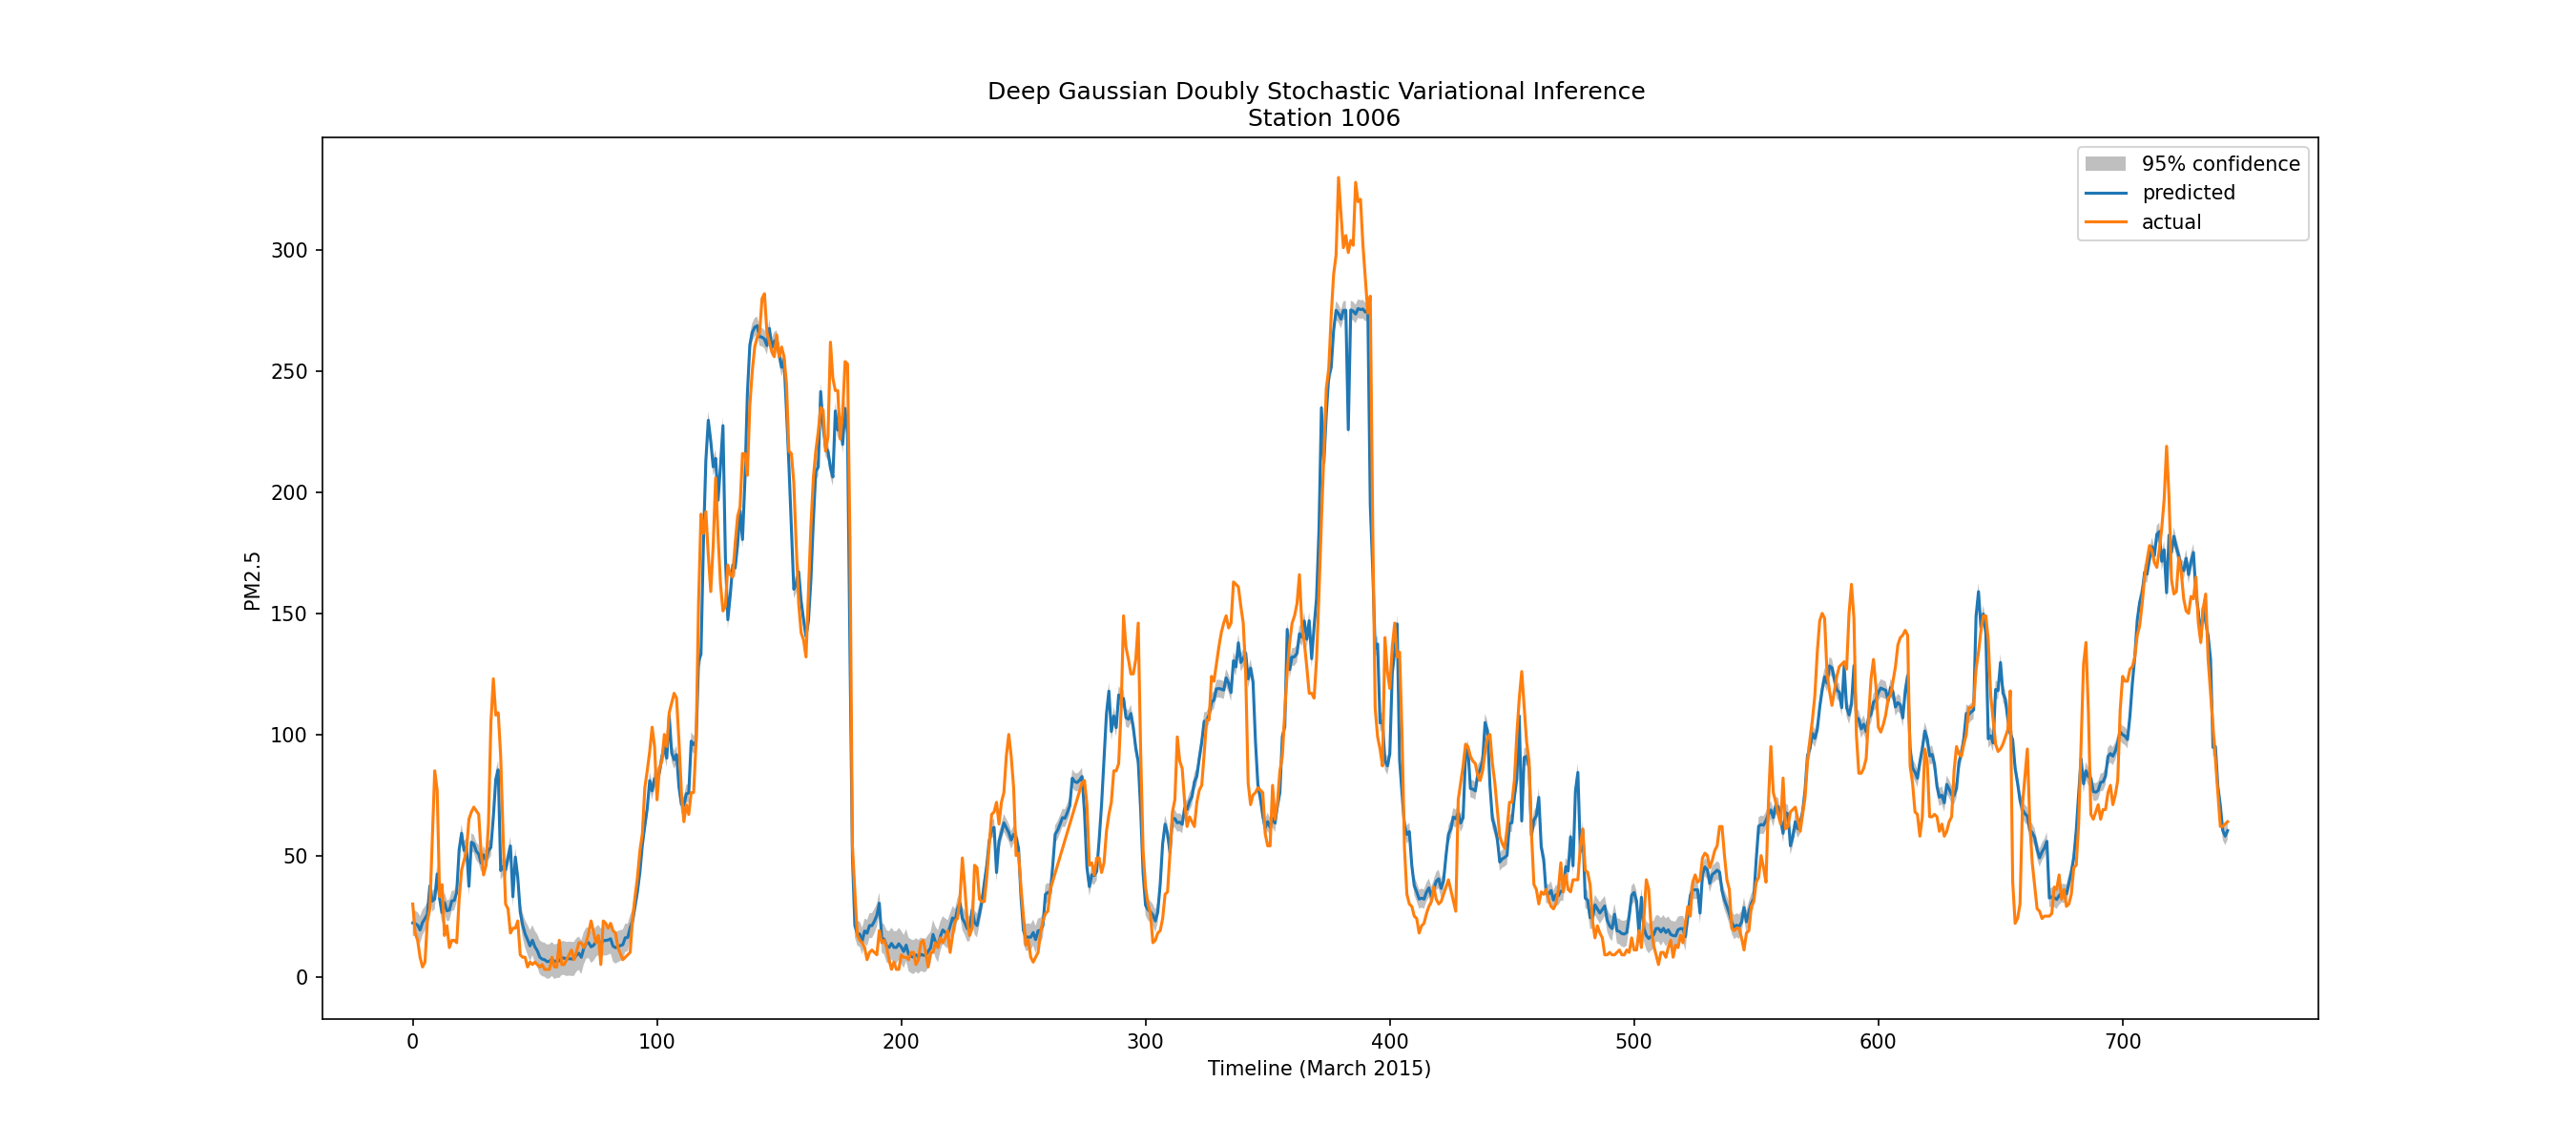 Deep Gaussian Doubly Stochastic Variational Inference
Station 1006
95% confidence
predicted
actual
PM2.5
300
250
200
150
100
50
0
0 100 200 300 400 500 600 700
Timeline (March 2015)